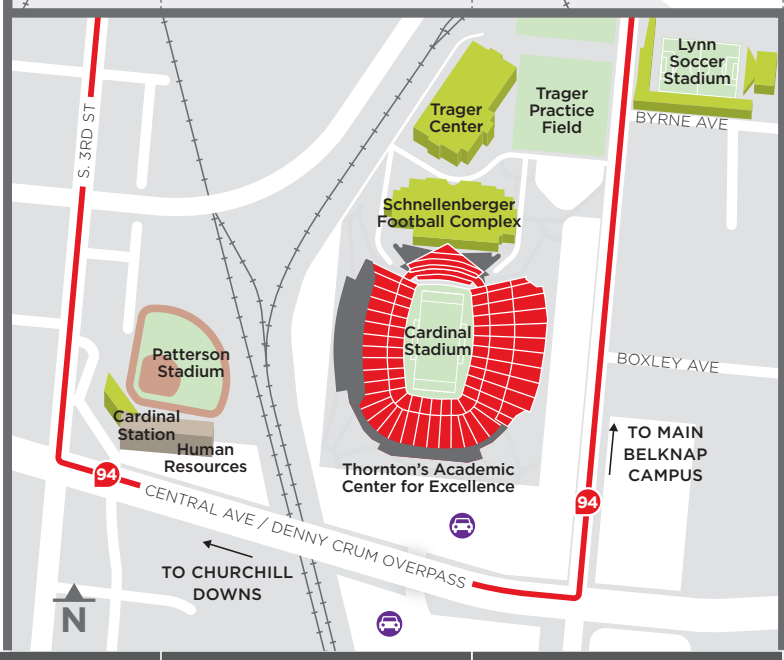 Lynn
Soccer
Stadium
Trager
Center
Trager
Practice
Field
BYRNE AVE
S. 3RD ST
Schnellenberger
Football Complex
Cardinal
Stadium
Patterson
Stadium
BOXLEY AVE
Cardinal
Station
Human
Resources
TO MAIN
BELKNAP
CAMPUS
Thornton's Academic
Center for Excellence
94
94
CENTRAL AVE / DENNY CRUM OVERPASS
TO CHURCHILL
DOWNS
N